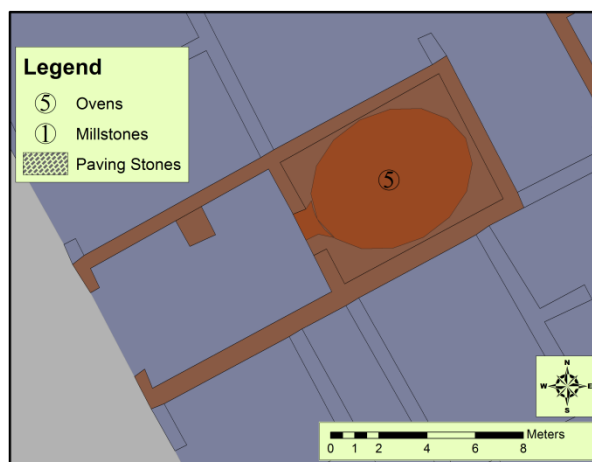 Legend
5 Ovens
1 Millstones
Paving Stones
5
N
W E
S
0 1 2 4 6 8 Meters